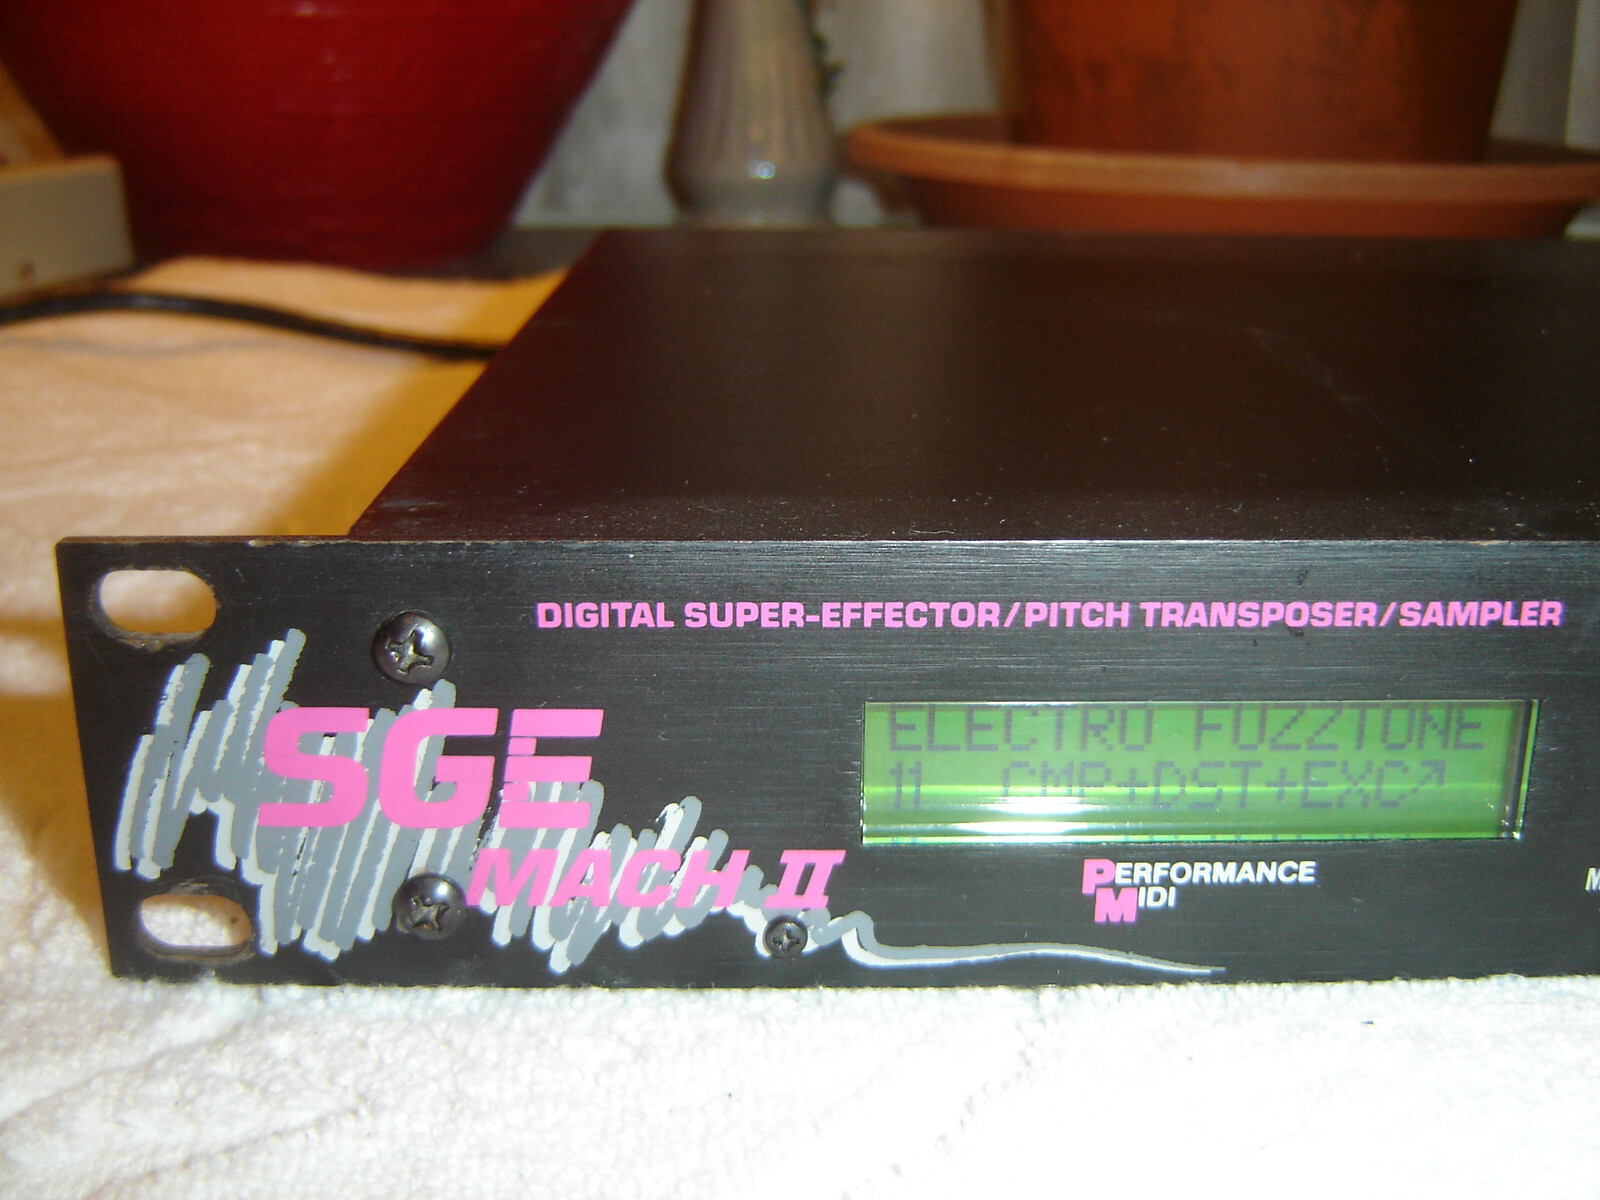 DIGITAL SUPER-EFFECTOR/PITCH TRANSPOSER/SAMPLER
SGE
MACH II
ELECTRO FUZZTONE
11 CMP+DST+EXC↗
PERFORMANCE
MIDI